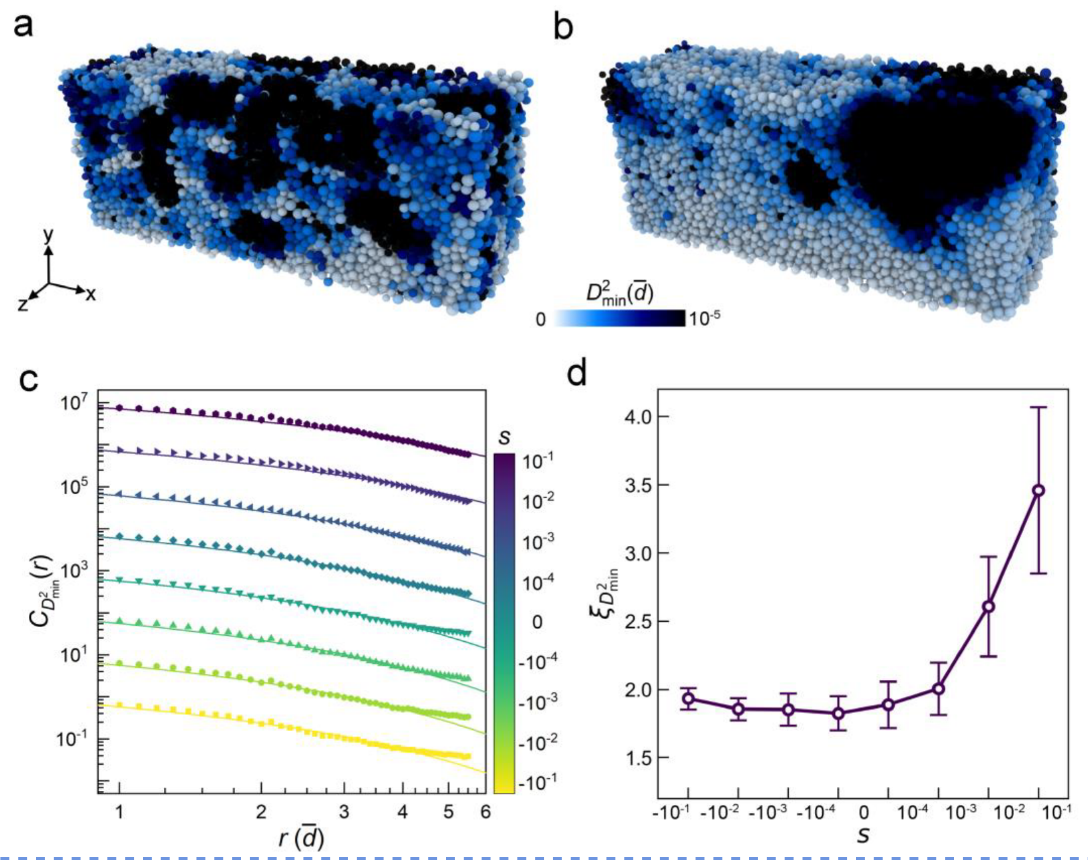 a
b
y
z
x
D²min(d̅)
0
10⁻⁵
c
d
10⁷
10⁵
10³
10¹
10⁻¹
C_D²min(r)
1
2
3
4
5
6
r (d̅)
s
10⁻¹
10⁻²
10⁻³
10⁻⁴
0
-10⁻⁴
-10⁻³
-10⁻²
-10⁻¹
4.0
3.5
3.0
2.5
2.0
1.5
ξ_D²min
-10⁻¹
-10⁻²
-10⁻³
-10⁻⁴
0
10⁻⁴
10⁻³
10⁻²
10⁻¹
s